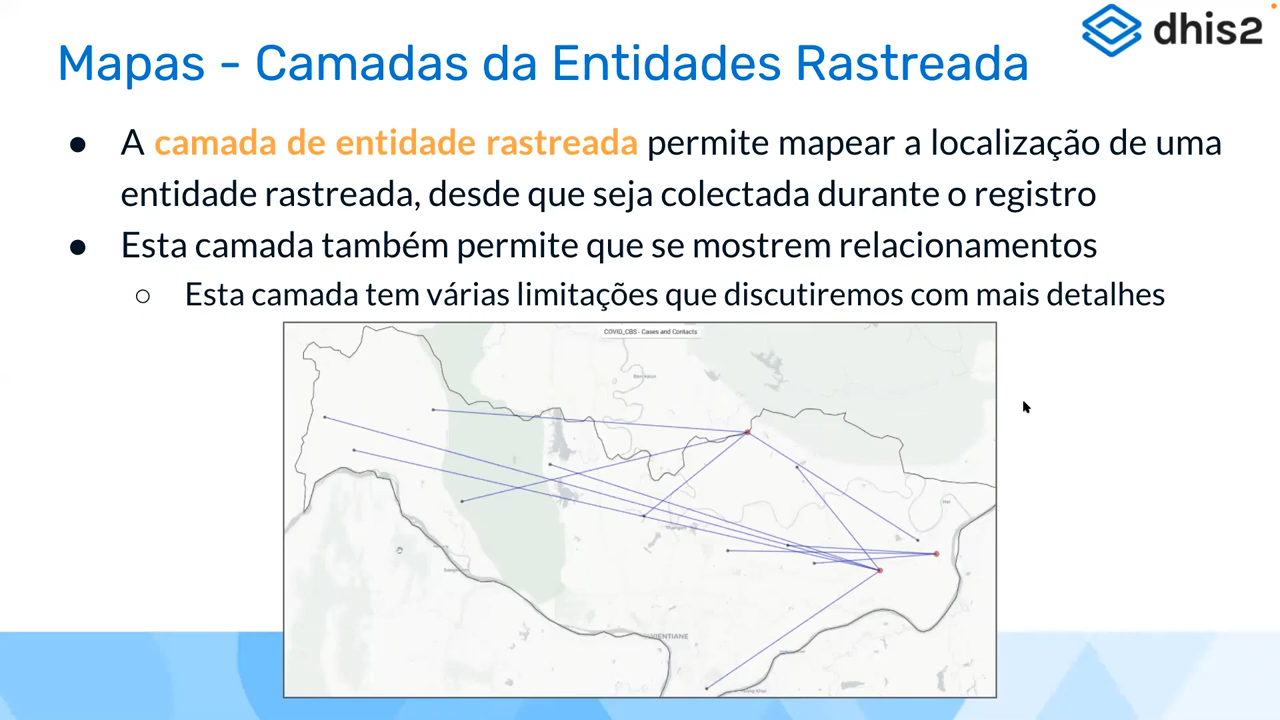 dhis2
Mapas - Camadas da Entidades Rastreada
● A camada de entidade rastreada permite mapear a localização de uma
entidade rastreada, desde que seja colectada durante o registro
● Esta camada também permite que se mostrem relacionamentos
○ Esta camada tem várias limitações que discutiremos com mais detalhes
COVID_CBS - Cases and Contacts
VIENTIANE